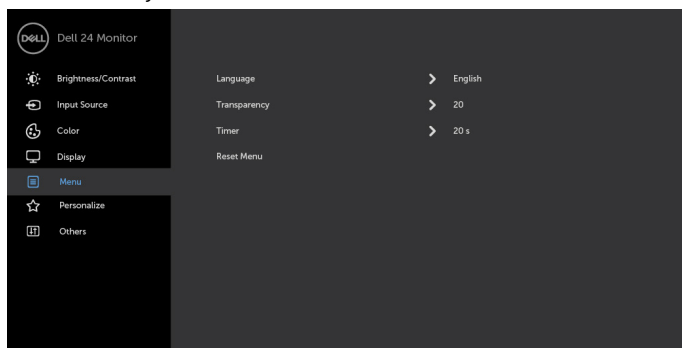 DELL Dell 24 Monitor
Brightness/Contrast Language English
Input Source Transparency 20
Color Timer 20 s
Display Reset Menu
Menu
Personalize
Others